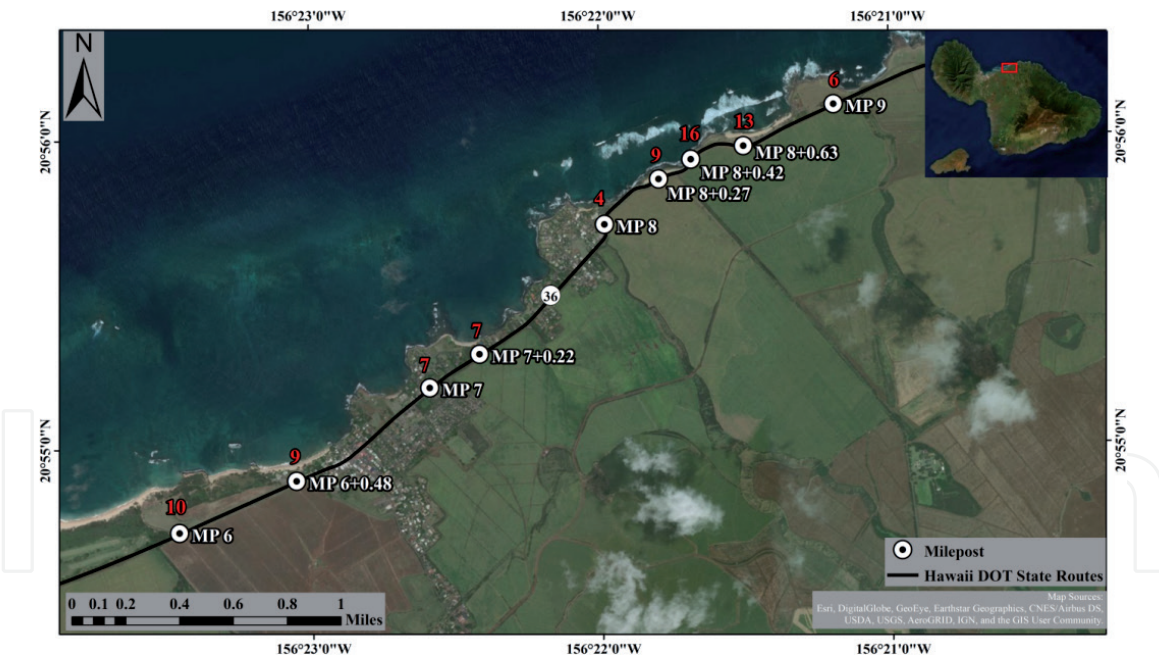 156°23'0"W
156°22'0"W
156°21'0"W
N
6
MP 9
20°56'0"N
20°56'0"N
16
13
9
MP 8+0.63
MP 8+0.42
MP 8+0.27
4
MP 8
36
7
MP 7+0.22
7
MP 7
20°55'0"N
20°55'0"N
9
MP 6+0.48
10
MP 6
Milepost
Hawaii DOT State Routes
0 0.1 0.2 0.4 0.6 0.8 1
Miles
Map Sources:
Esri, DigitalGlobe, GeoEye, Earthstar Geographics, CNES/Airbus DS,
USDA, USGS, AeroGRID, IGN, and the GIS User Community.
156°23'0"W
156°22'0"W
156°21'0"W